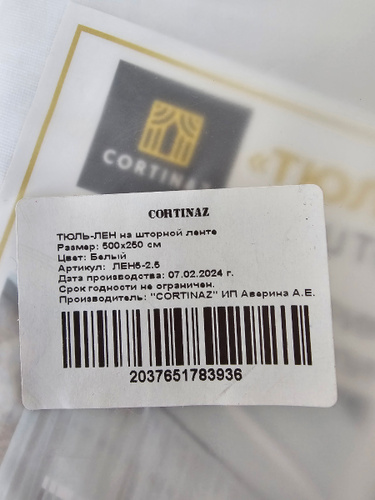 CORTINAZ
CORTINAZ
ТЮЛЬ-ЛЕН на шторной ленте
Размер: 500х250 см
Цвет: Белый
Артикул: ЛЕН5-2.5
Дата производства: 07.02.2024 г.
Срок годности не ограничен.
Производитель: "CORTINAZ" ИП Аверина А.Е.
2037651783936